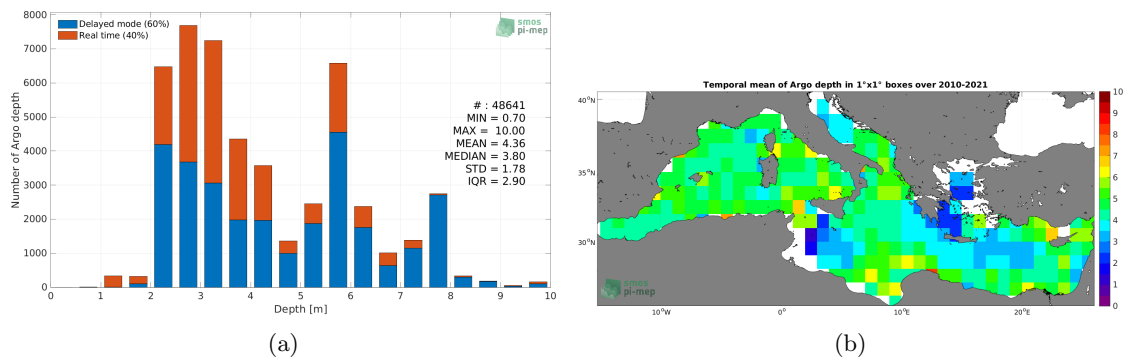 Delayed mode (60%)
Real time (40%)
smos
pi-mep
8000
7000
6000
5000
4000
3000
2000
1000
0
Number of Argo depth
# : 48641
MIN = 0.70
MAX = 10.00
MEAN = 4.36
MEDIAN = 3.80
STD = 1.78
IQR = 2.90
0 1 2 3 4 5 6 7 8 9 10
Depth [m]
(a)
Temporal mean of Argo depth in 1°x1° boxes over 2010-2021
40°N
35°N
30°N
10°W 0° 10°E 20°E
smos
pi-mep
10
9
8
7
6
5
4
3
2
1
0
(b)